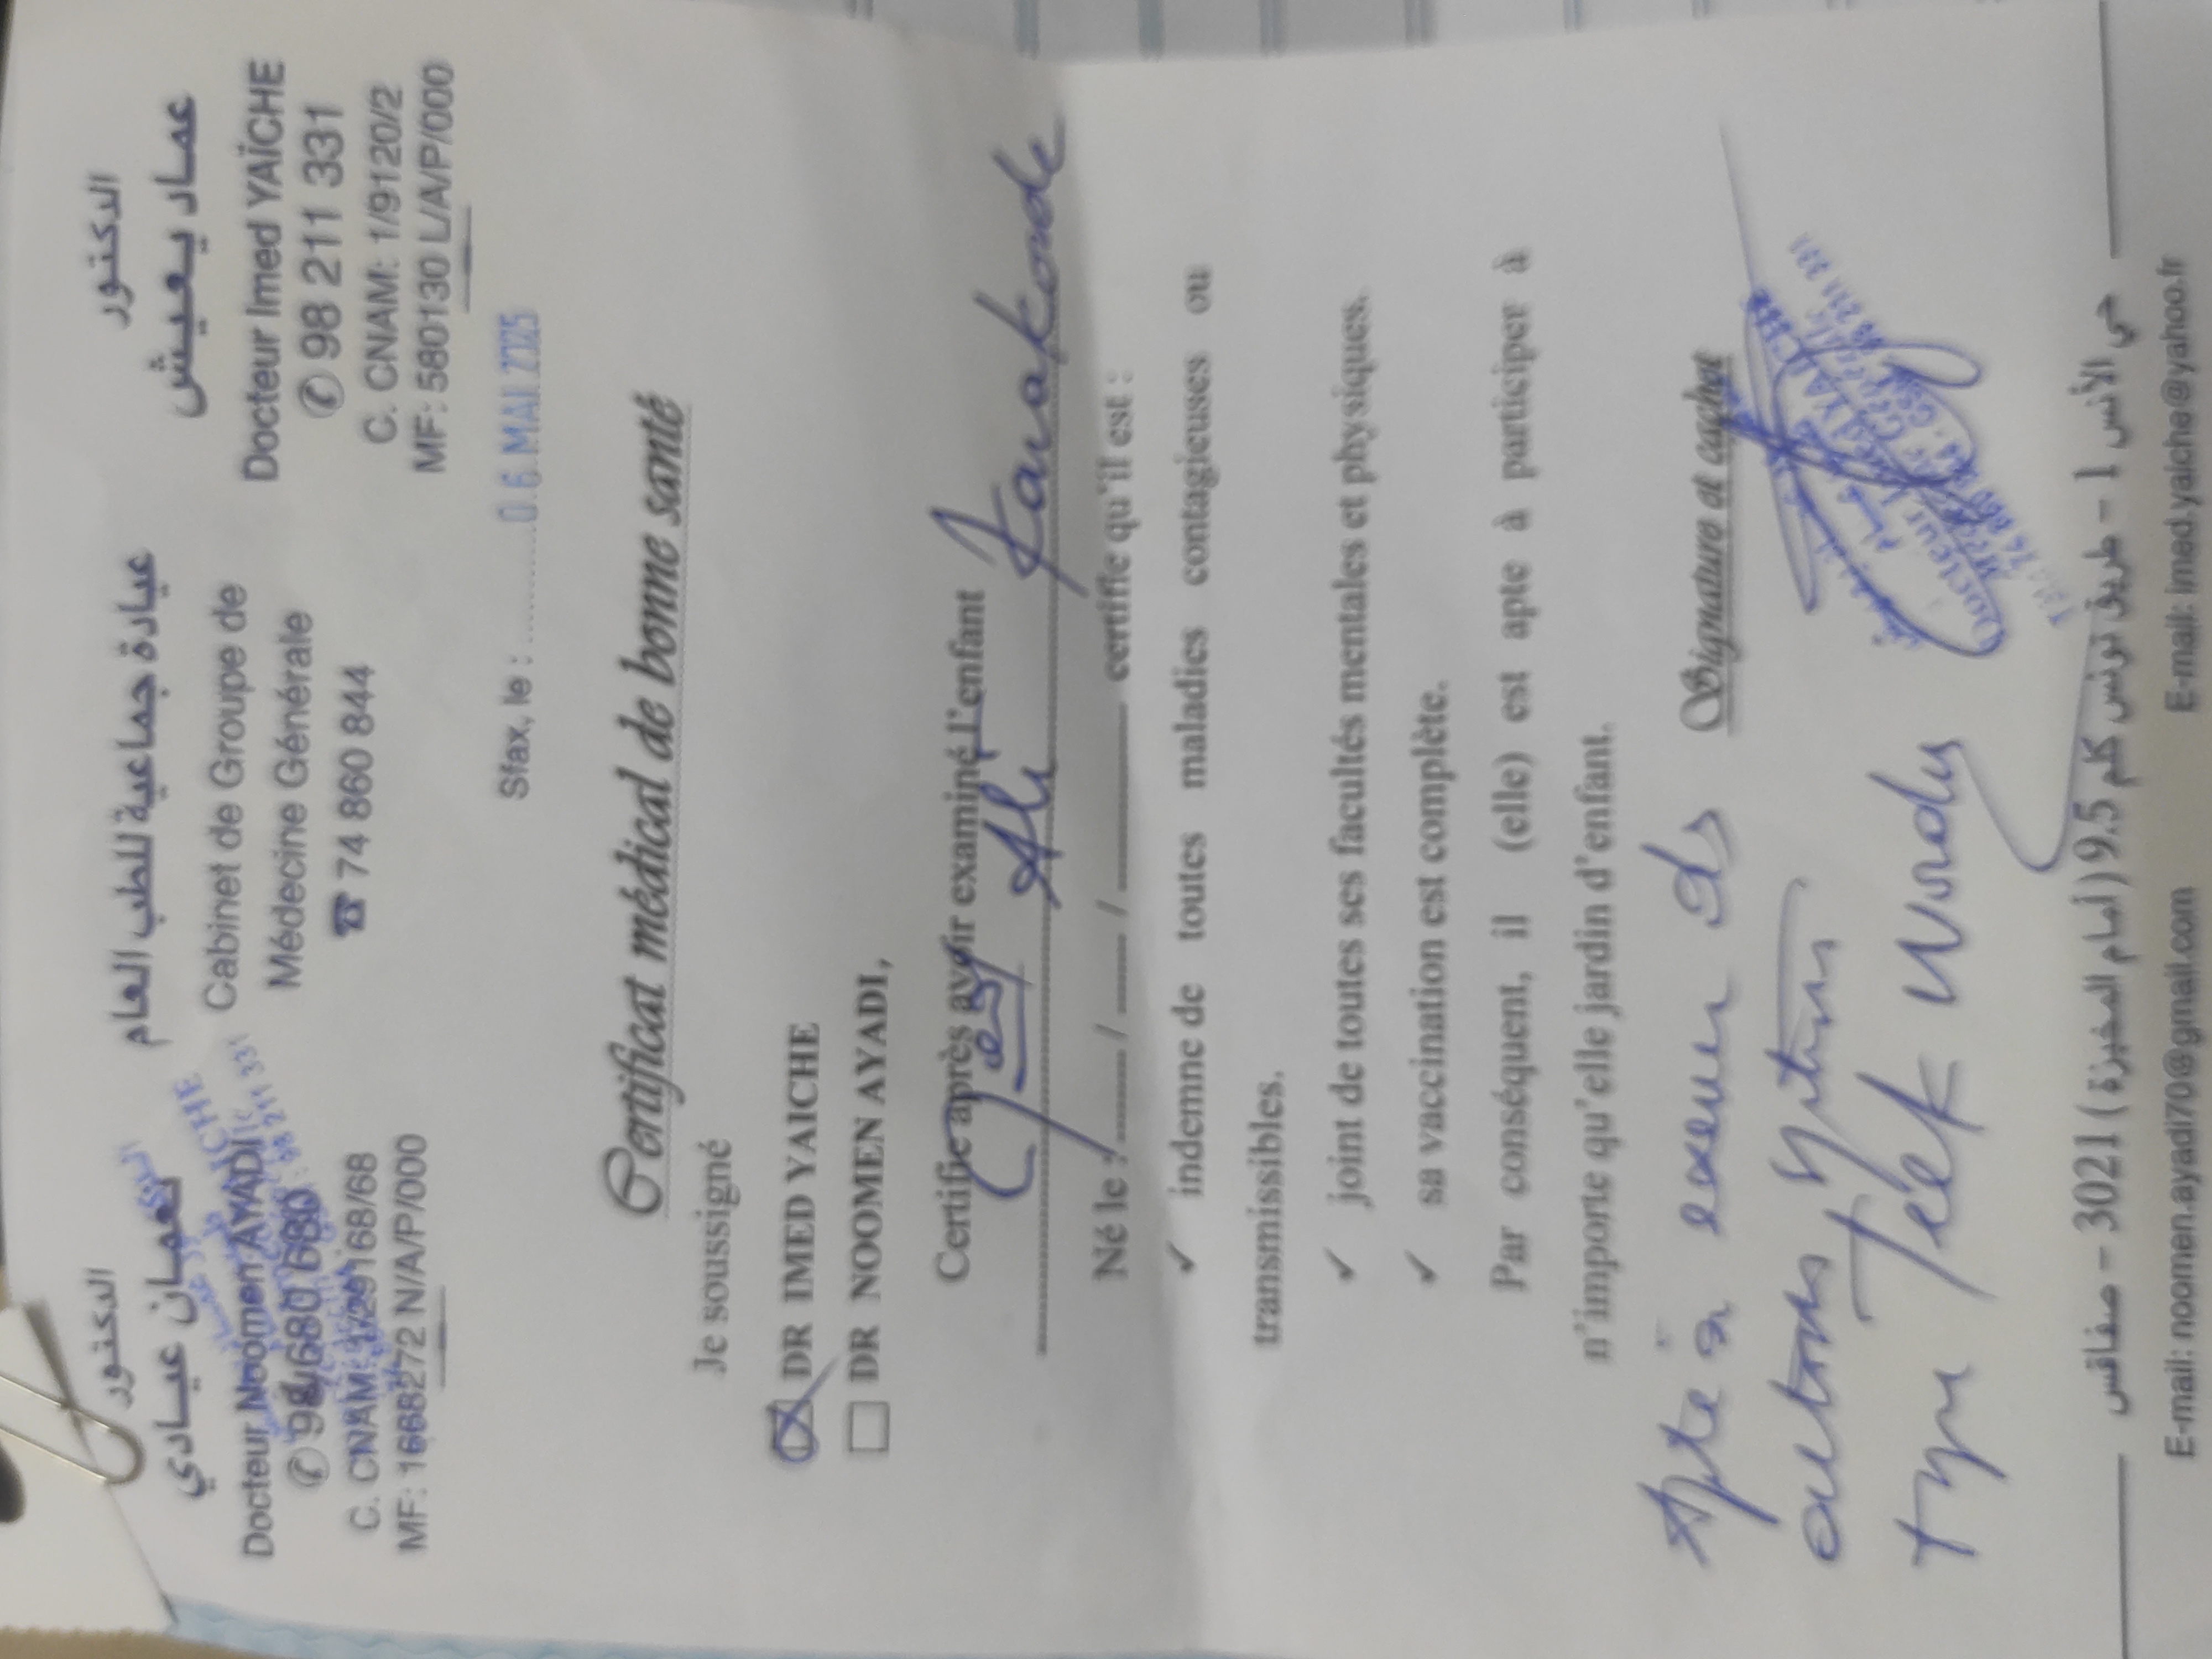 الدكتور
نعمان عيادي
Docteur Noomen AYADI
✆ 98 680 680
C. CNAM: 1/29168/68
MF: 1668272 N/A/P/000
عيادة جماعية للطب العام
Cabinet de Groupe de
Médecine Générale
☎ 74 860 844
الدكتور
عماد يعيش
Docteur Imed YAÏCHE
✆ 98 211 331
C. CNAM: 1/9120/2
MF: 580130 L/A/P/000
Sfax, le : 06 MAI 2025
Certificat médical de bonne santé
Je soussigné
☒ DR IMED YAICHE
☐ DR NOOMEN AYADI,
Certifie après avoir examiné l'enfant
Ali
Né le : / / certifie qu'il est :
✓ indemne de toutes maladies contagieuses ou
transmissibles.
✓ joint de toutes ses facultés mentales et physiques.
✓ sa vaccination est complète.
Par conséquent, il (elle) est apte à participer à
n'importe qu'elle jardin d'enfant.
Signature et cachet
Apte à
type
حي الأنس 1 - طريق تونس كلم 9.5 (أمام المخبزة) 3021 - صفاقس
E-mail: noomen.ayadi70@gmail.com E-mail: imed.yaiche@yahoo.fr